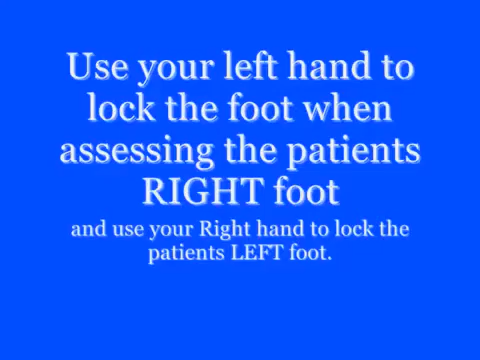 Use your left hand to
lock the foot when
assessing the patients
RIGHT foot
and use your Right hand to lock the
patients LEFT foot.